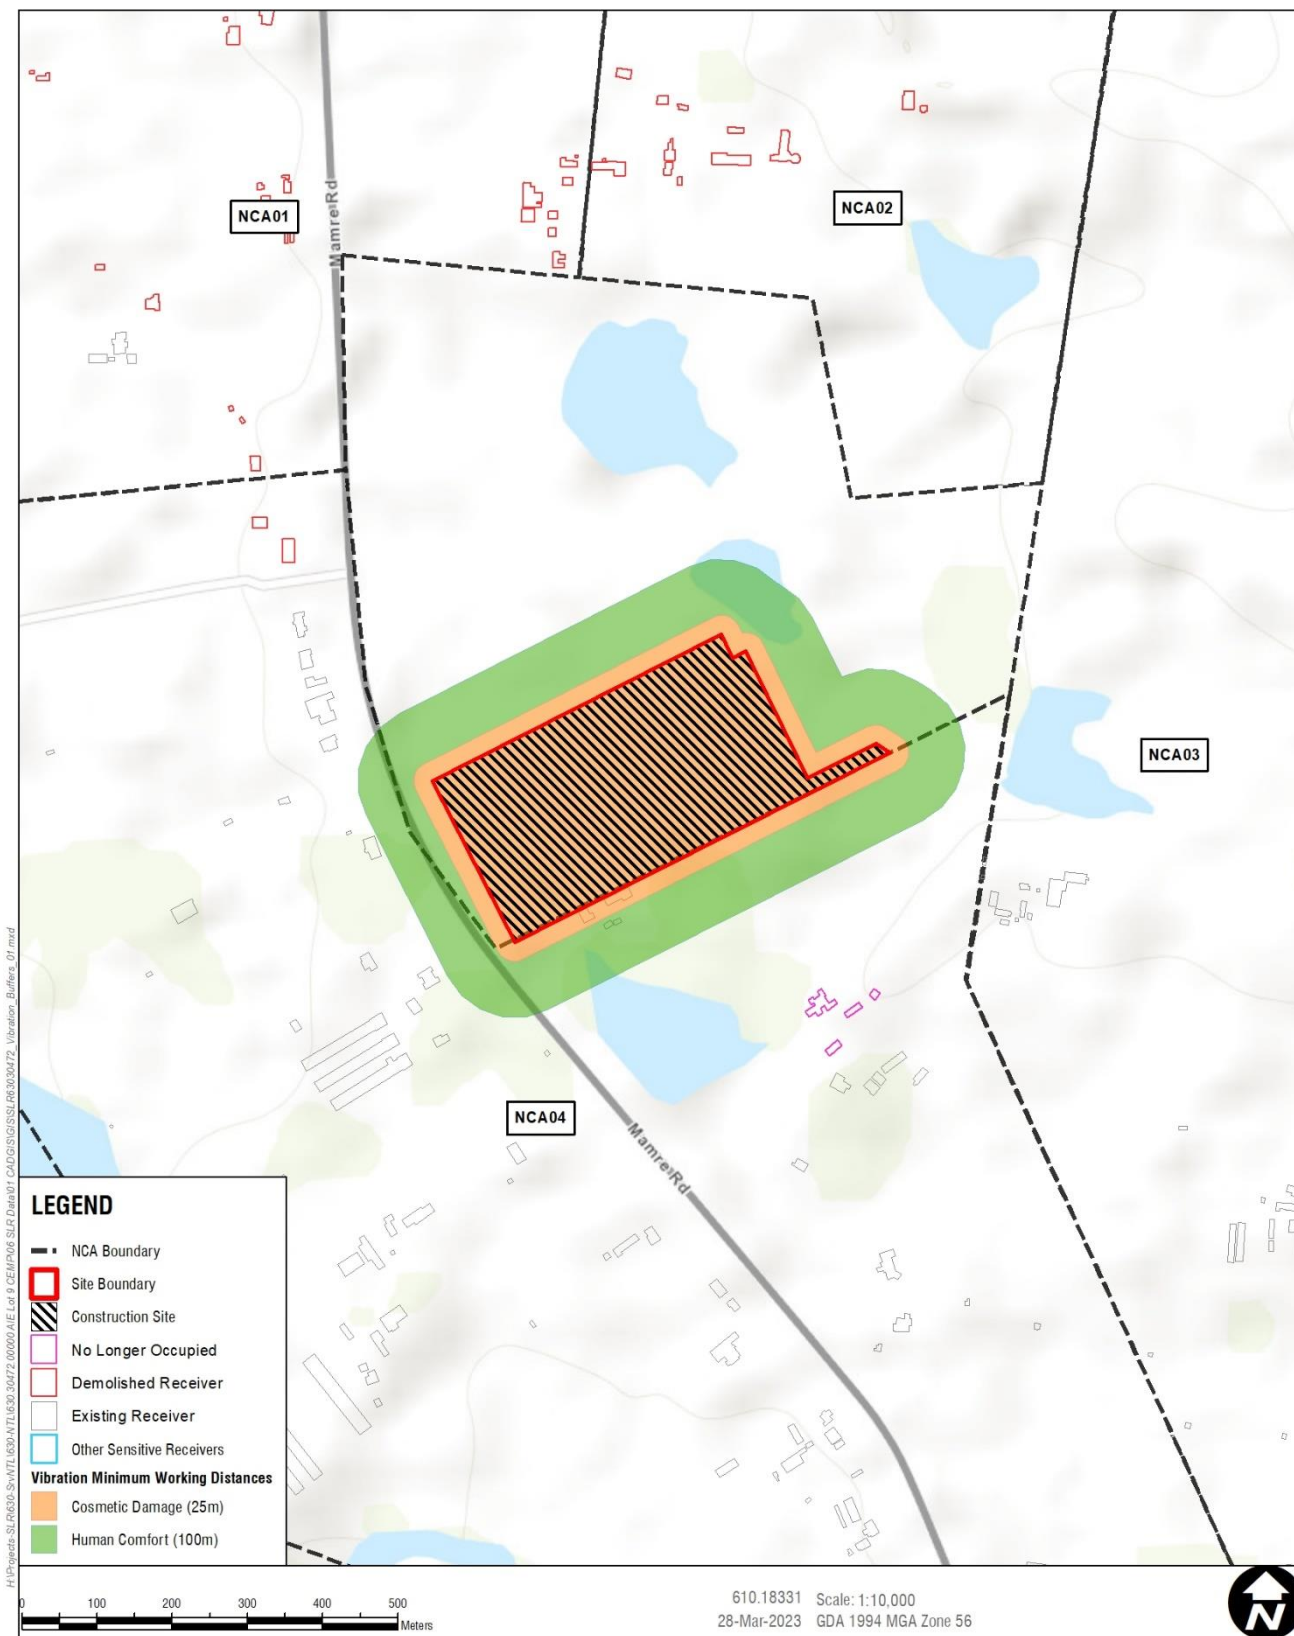 NCA01
Mamre Rd
NCA02
NCA03
NCA04
Mamre Rd
LEGEND
NCA Boundary
Site Boundary
Construction Site
No Longer Occupied
Demolished Receiver
Existing Receiver
Other Sensitive Receivers
Vibration Minimum Working Distances
Cosmetic Damage (25m)
Human Comfort (100m)
0 100 200 300 400 500
Meters
610.18331 Scale: 1:10,000
28-Mar-2023 GDA 1994 MGA Zone 56
N